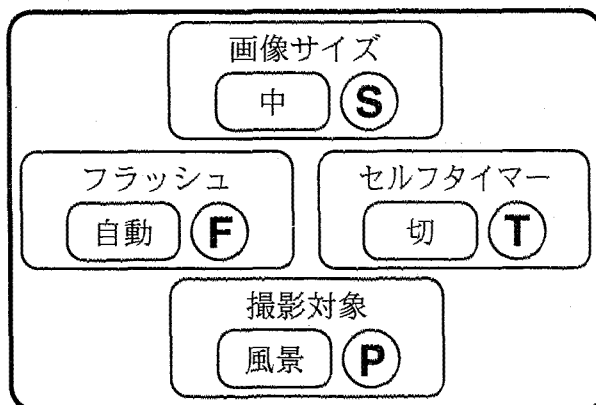 画像サイズ
中 S
フラッシュ
自動 F
セルフタイマー
切 T
撮影対象
風景 P